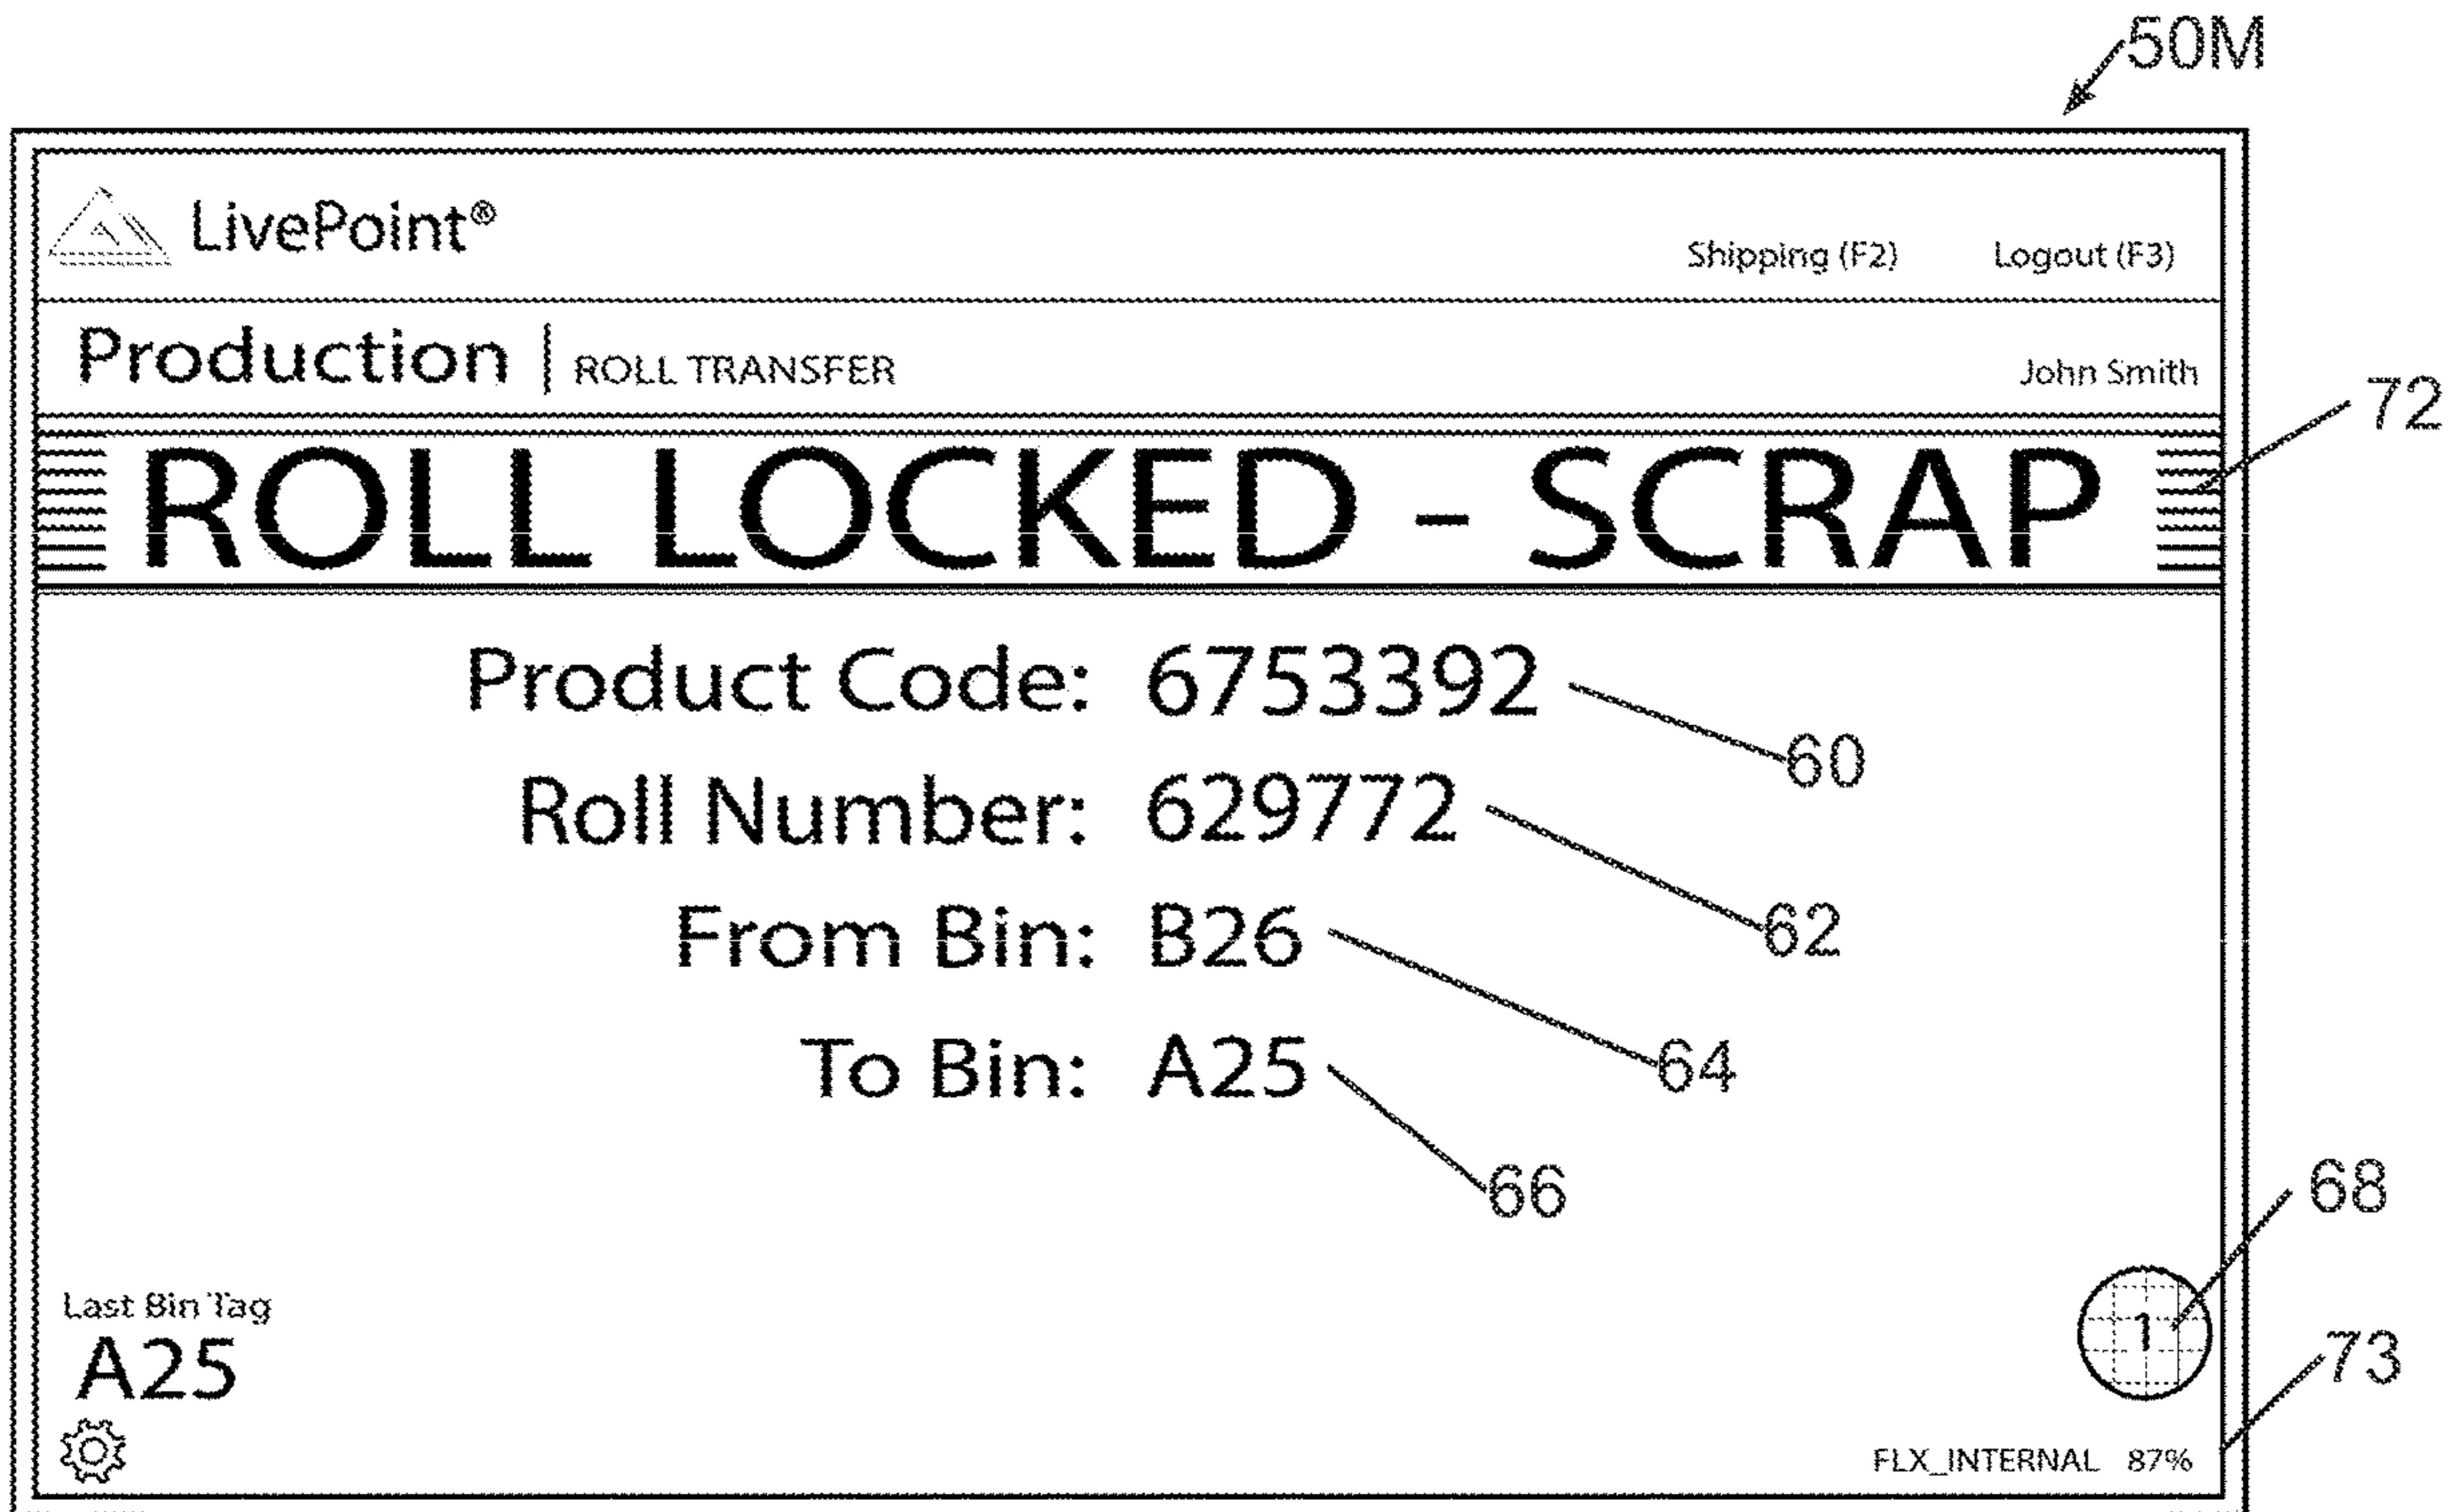 50M
LivePoint®
Shipping (F2) Logout (F3)
Production | ROLL TRANSFER John Smith
72
ROLL LOCKED - SCRAP
Product Code: 6753392
60
Roll Number: 629772
62
From Bin: B26
64
To Bin: A25
66
68
Last Bin Tag
A25
1
73
FLX_INTERNAL 87%